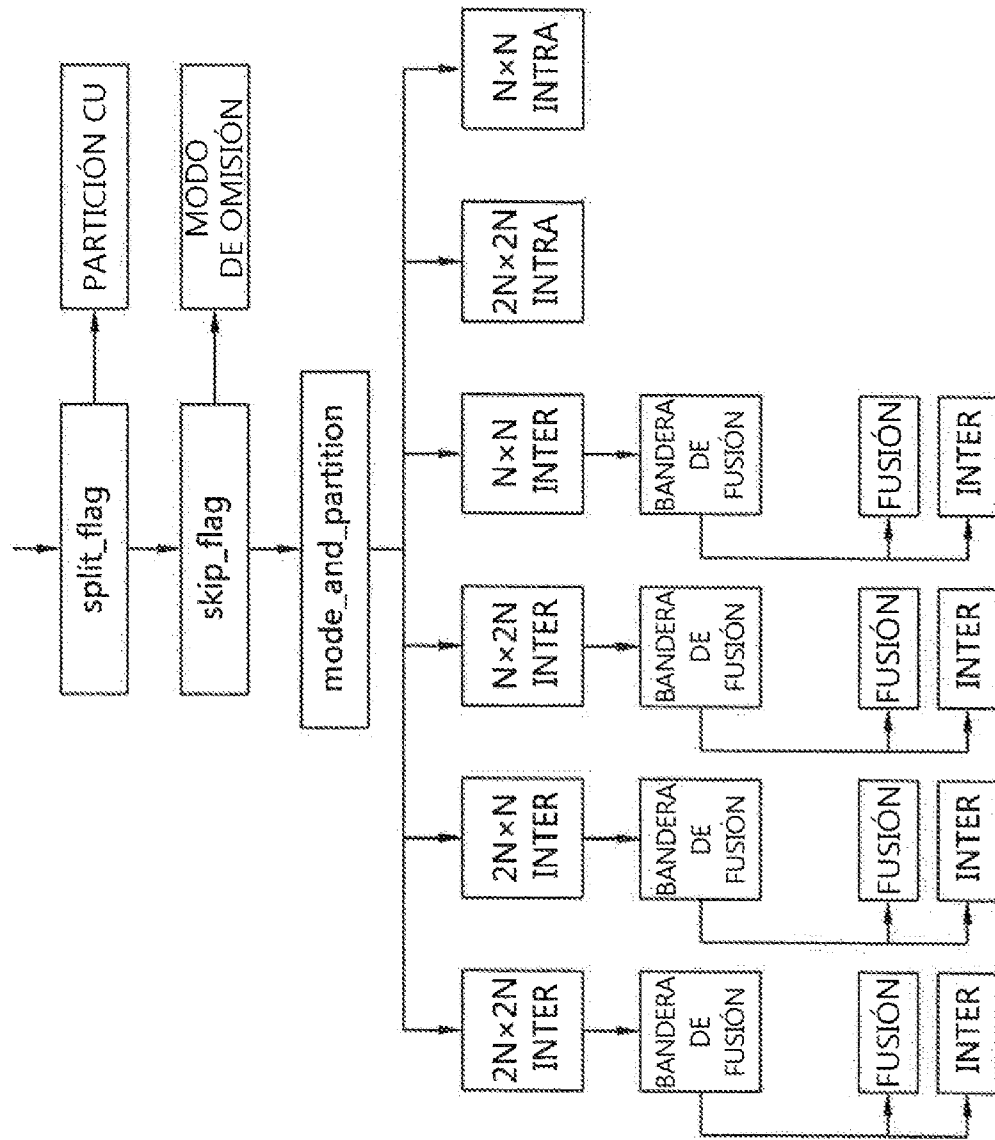 split_flag
PARTICIÓN CU
skip_flag
MODO
DE OMISIÓN
mode_and_partition
2N×2N
INTER
2N×N
INTER
N×2N
INTER
N×N
INTER
2N×2N
INTRA
N×N
INTRA
BANDERA
DE
FUSIÓN
BANDERA
DE
FUSIÓN
BANDERA
DE
FUSIÓN
BANDERA
DE
FUSIÓN
FUSIÓN
FUSIÓN
FUSIÓN
FUSIÓN
INTER
INTER
INTER
INTER